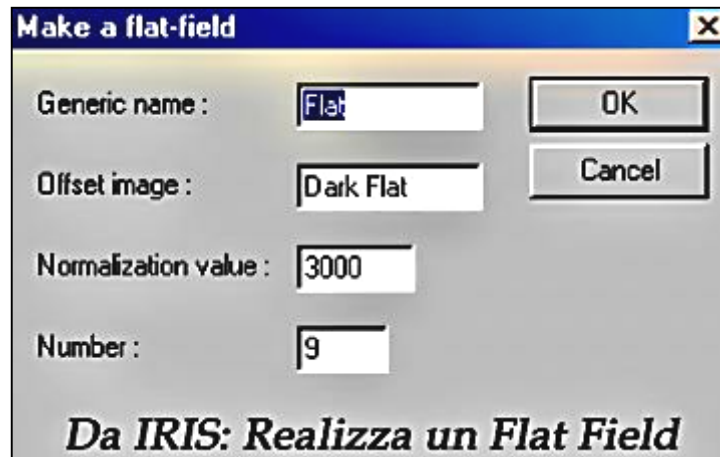 Make a flat-field
Generic name : Flat OK
Offset image : Dark Flat Cancel
Normalization value : 3000
Number : 9
Da IRIS: Realizza un Flat Field